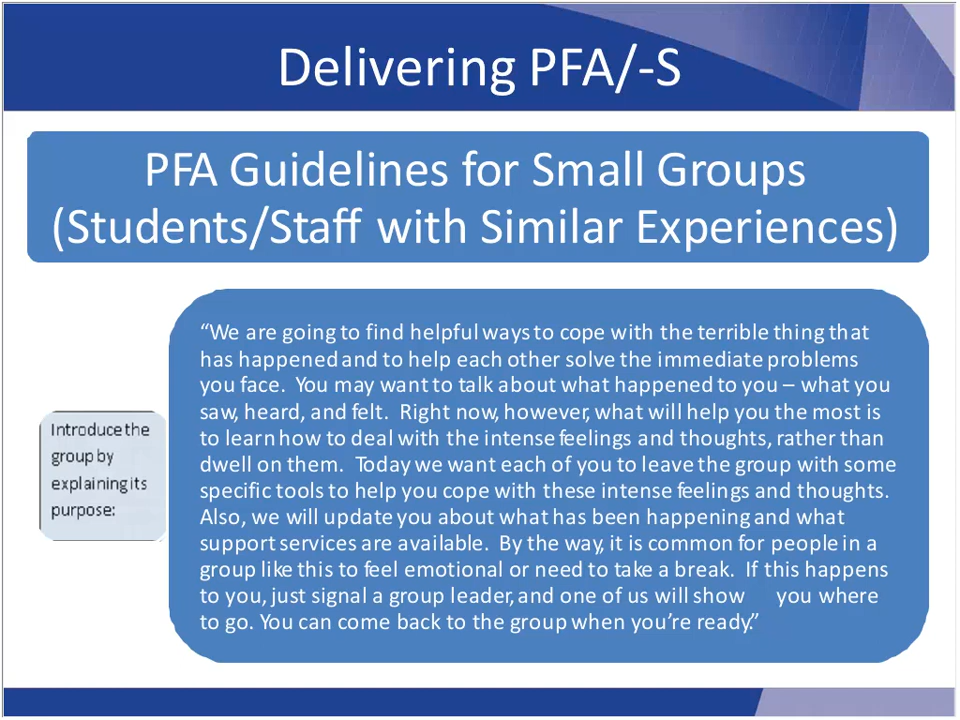 Delivering PFA/-S
PFA Guidelines for Small Groups
(Students/Staff with Similar Experiences)
Introduce the
group by
explaining its
purpose:
“We are going to find helpful ways to cope with the terrible thing that
has happened and to help each other solve the immediate problems
you face.  You may want to talk about what happened to you – what you
saw, heard, and felt.  Right now, however, what will help you the most is
to learn how to deal with the intense feelings and thoughts, rather than
dwell on them.  Today we want each of you to leave the group with some
specific tools to help you cope with these intense feelings and thoughts.
Also, we will update you about what has been happening and what
support services are available.  By the way, it is common for people in a
group like this to feel emotional or need to take a break.  If this happens
to you, just signal a group leader, and one of us will show you where
to go. You can come back to the group when you’re ready.”